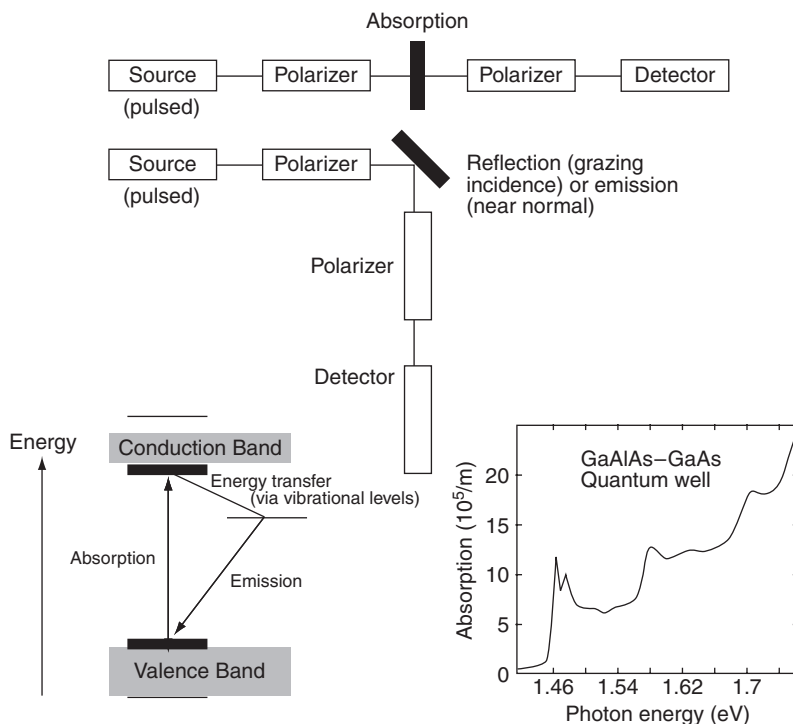 Absorption
Source
Polarizer
Polarizer
Detector
(pulsed)
Source
Polarizer
Reflection (grazing
incidence) or emission
(near normal)
(pulsed)
Polarizer
Detector
Energy
Conduction Band
Energy transfer
(via vibrational levels)
Absorption
Emission
Valence Band
GaAlAs–GaAs
Quantum well
Absorption (10⁵/m)
20
15
10
5
0
1.46
1.54
1.62
1.7
Photon energy (eV)